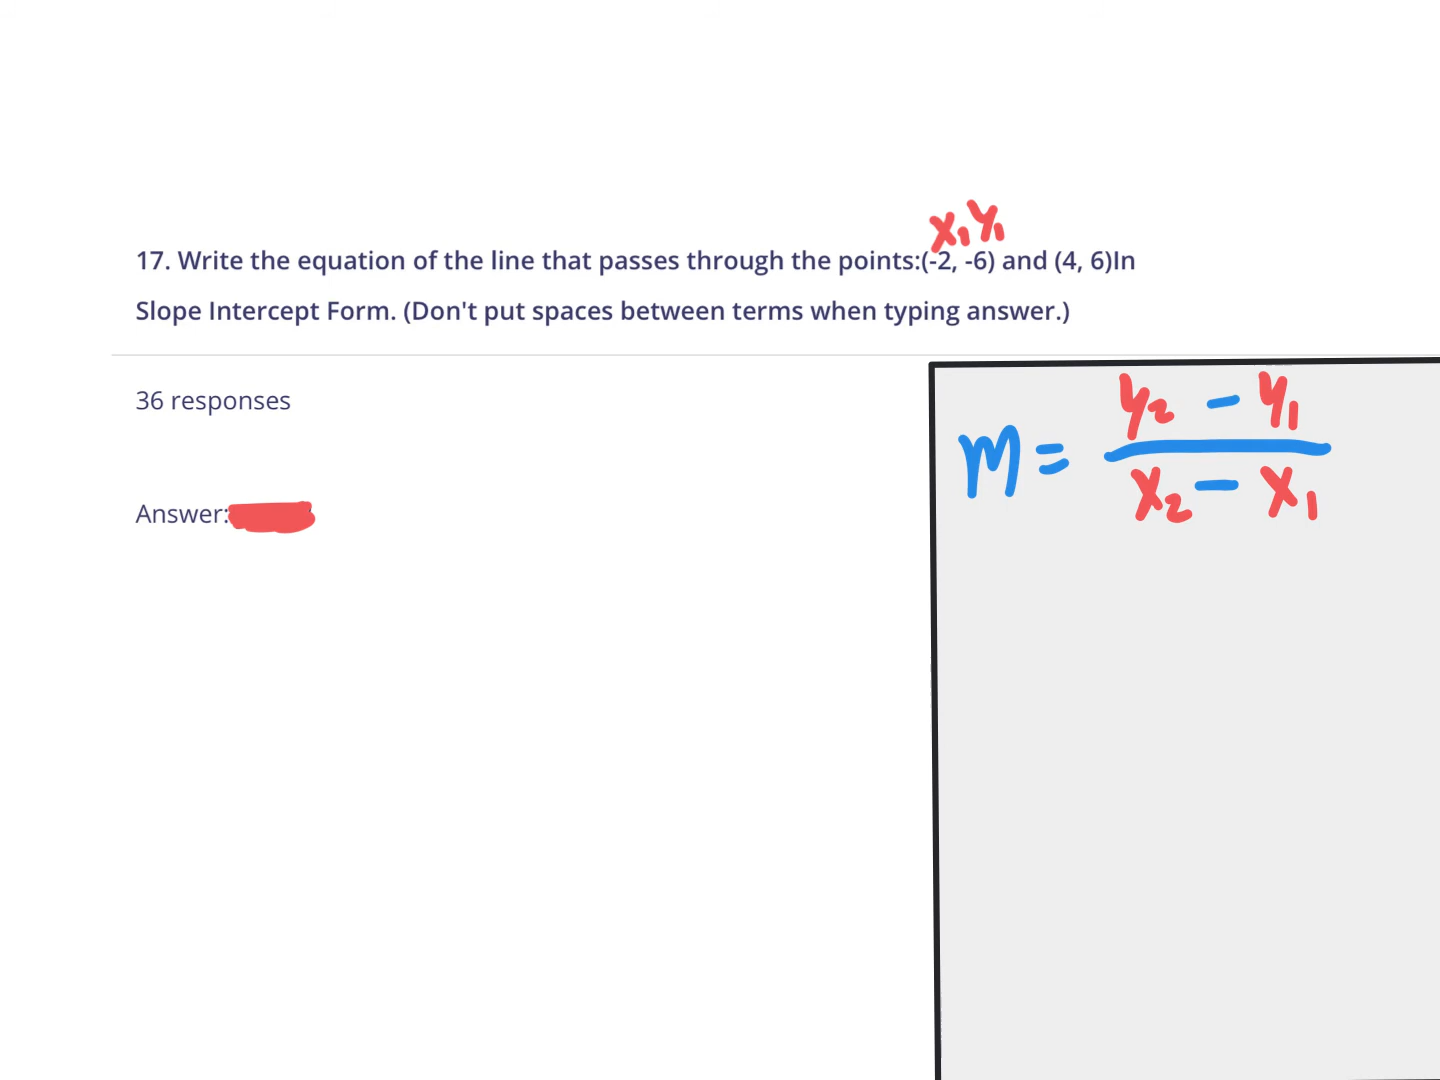 x₁ y₁
17. Write the equation of the line that passes through the points:(-2, -6) and (4, 6)In
Slope Intercept Form. (Don't put spaces between terms when typing answer.)
36 responses
y₂ - y₁
m =
x₂ - x₁
Answer: